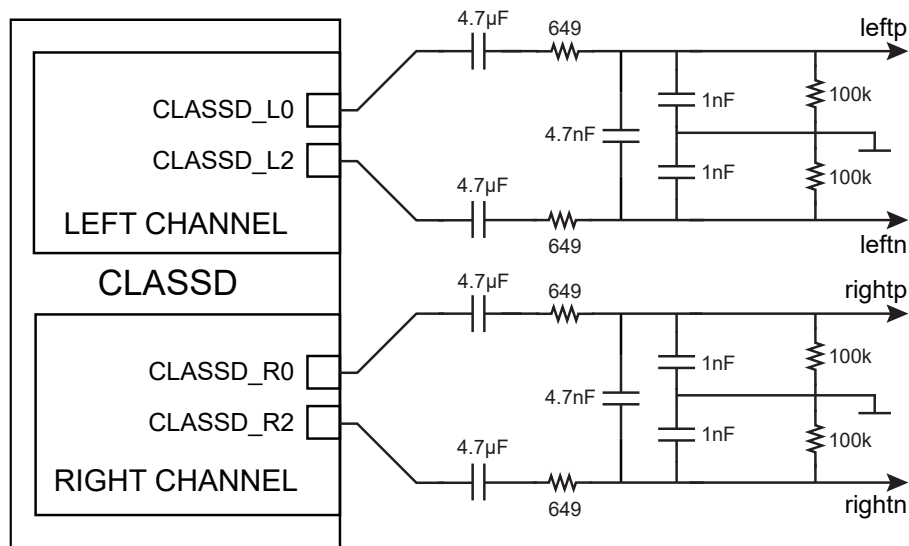 4.7µF
649
leftp
CLASSD_L0
1nF
100k
4.7nF
CLASSD_L2
4.7µF
1nF
100k
LEFT CHANNEL
649
leftn
CLASSD
4.7µF
649
rightp
CLASSD_R0
1nF
100k
4.7nF
CLASSD_R2
4.7µF
1nF
100k
RIGHT CHANNEL
649
rightn